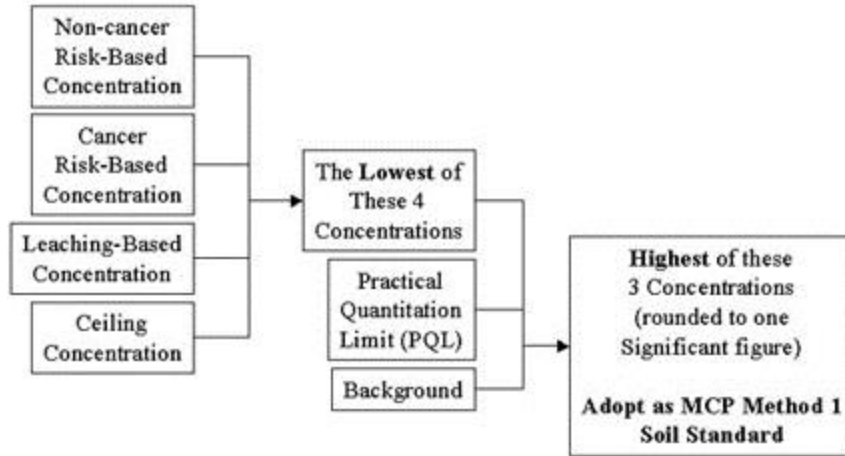 Non-cancer
Risk-Based
Concentration
Cancer
Risk-Based
Concentration
Leaching-Based
Concentration
Ceiling
Concentration
The Lowest of
These 4
Concentrations
Practical
Quantitation
Limit (PQL)
Background
Highest of these
3 Concentrations
(rounded to one
Significant figure)
Adopt as MCP Method 1
Soil Standard